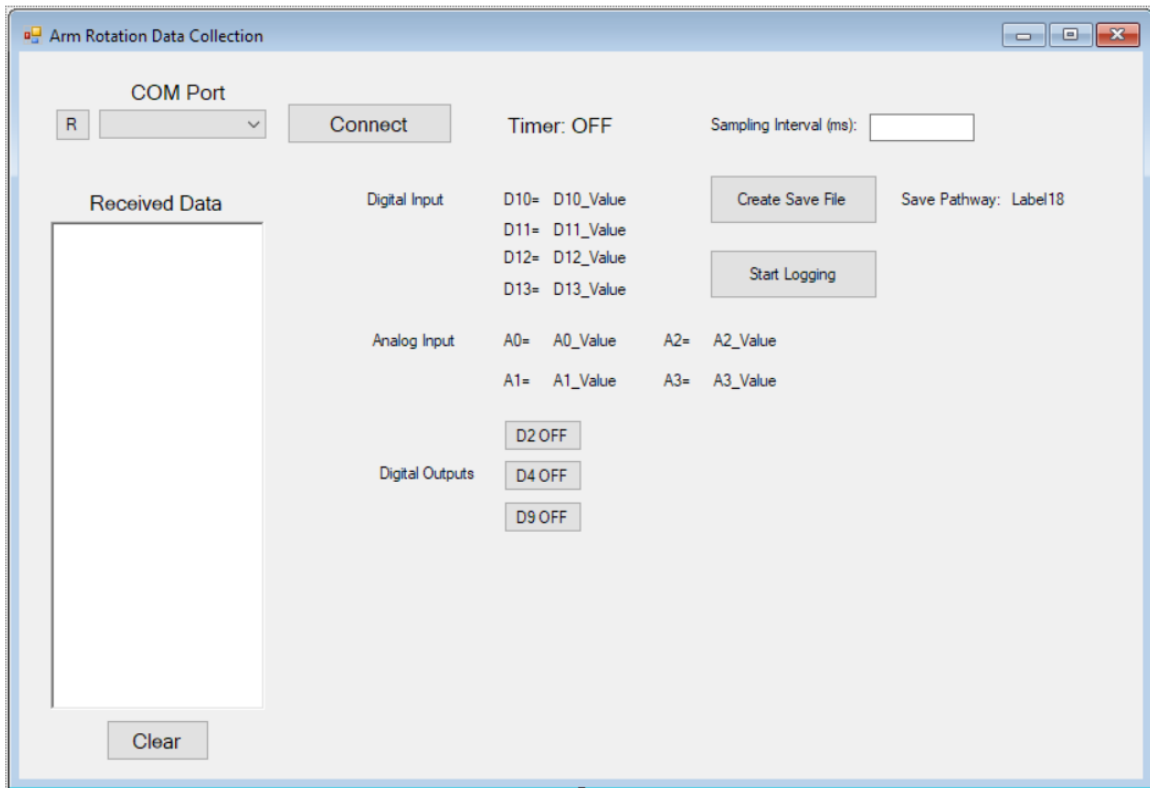 Arm Rotation Data Collection
COM Port
R
Connect
Timer: OFF
Sampling Interval (ms):
Received Data
Digital Input
D10= D10_Value
D11= D11_Value
D12= D12_Value
D13= D13_Value
Create Save File
Save Pathway: Label18
Start Logging
Analog Input
A0= A0_Value A2= A2_Value
A1= A1_Value A3= A3_Value
D2 OFF
Digital Outputs
D4 OFF
D9 OFF
Clear